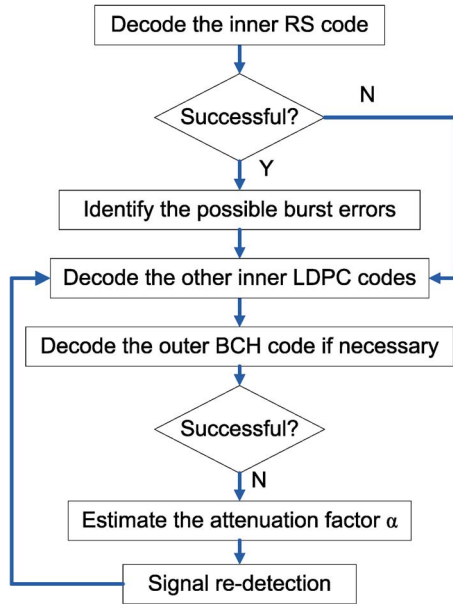 Decode the inner RS code
N
Successful?
Y
Identify the possible burst errors
Decode the other inner LDPC codes
Decode the outer BCH code if necessary
Successful?
N
Estimate the attenuation factor α
Signal re-detection